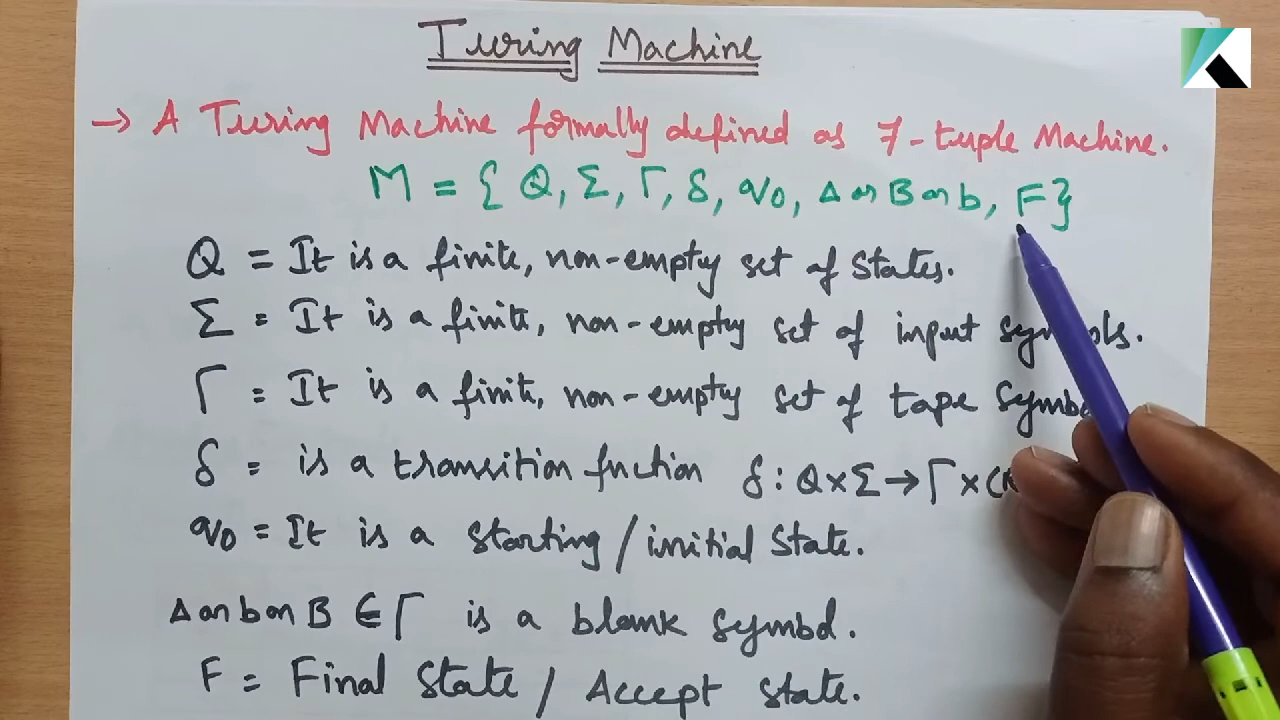 Turing Machine
→ A Turing Machine formally defined as 7-tuple Machine.
M = { Q, Σ, Γ, δ, q0, Δ or B or b, F}
Q = It is a finite, non-empty set of states.
Σ = It is a finite, non-empty set of input symbols.
Γ = It is a finite, non-empty set of tape
δ = is a transition function δ : Q×Σ→Γ×(
q0 = It is a starting / initial state.
Δ or b or B ∈ Γ is a blank symbol.
F = Final state / Accept state.